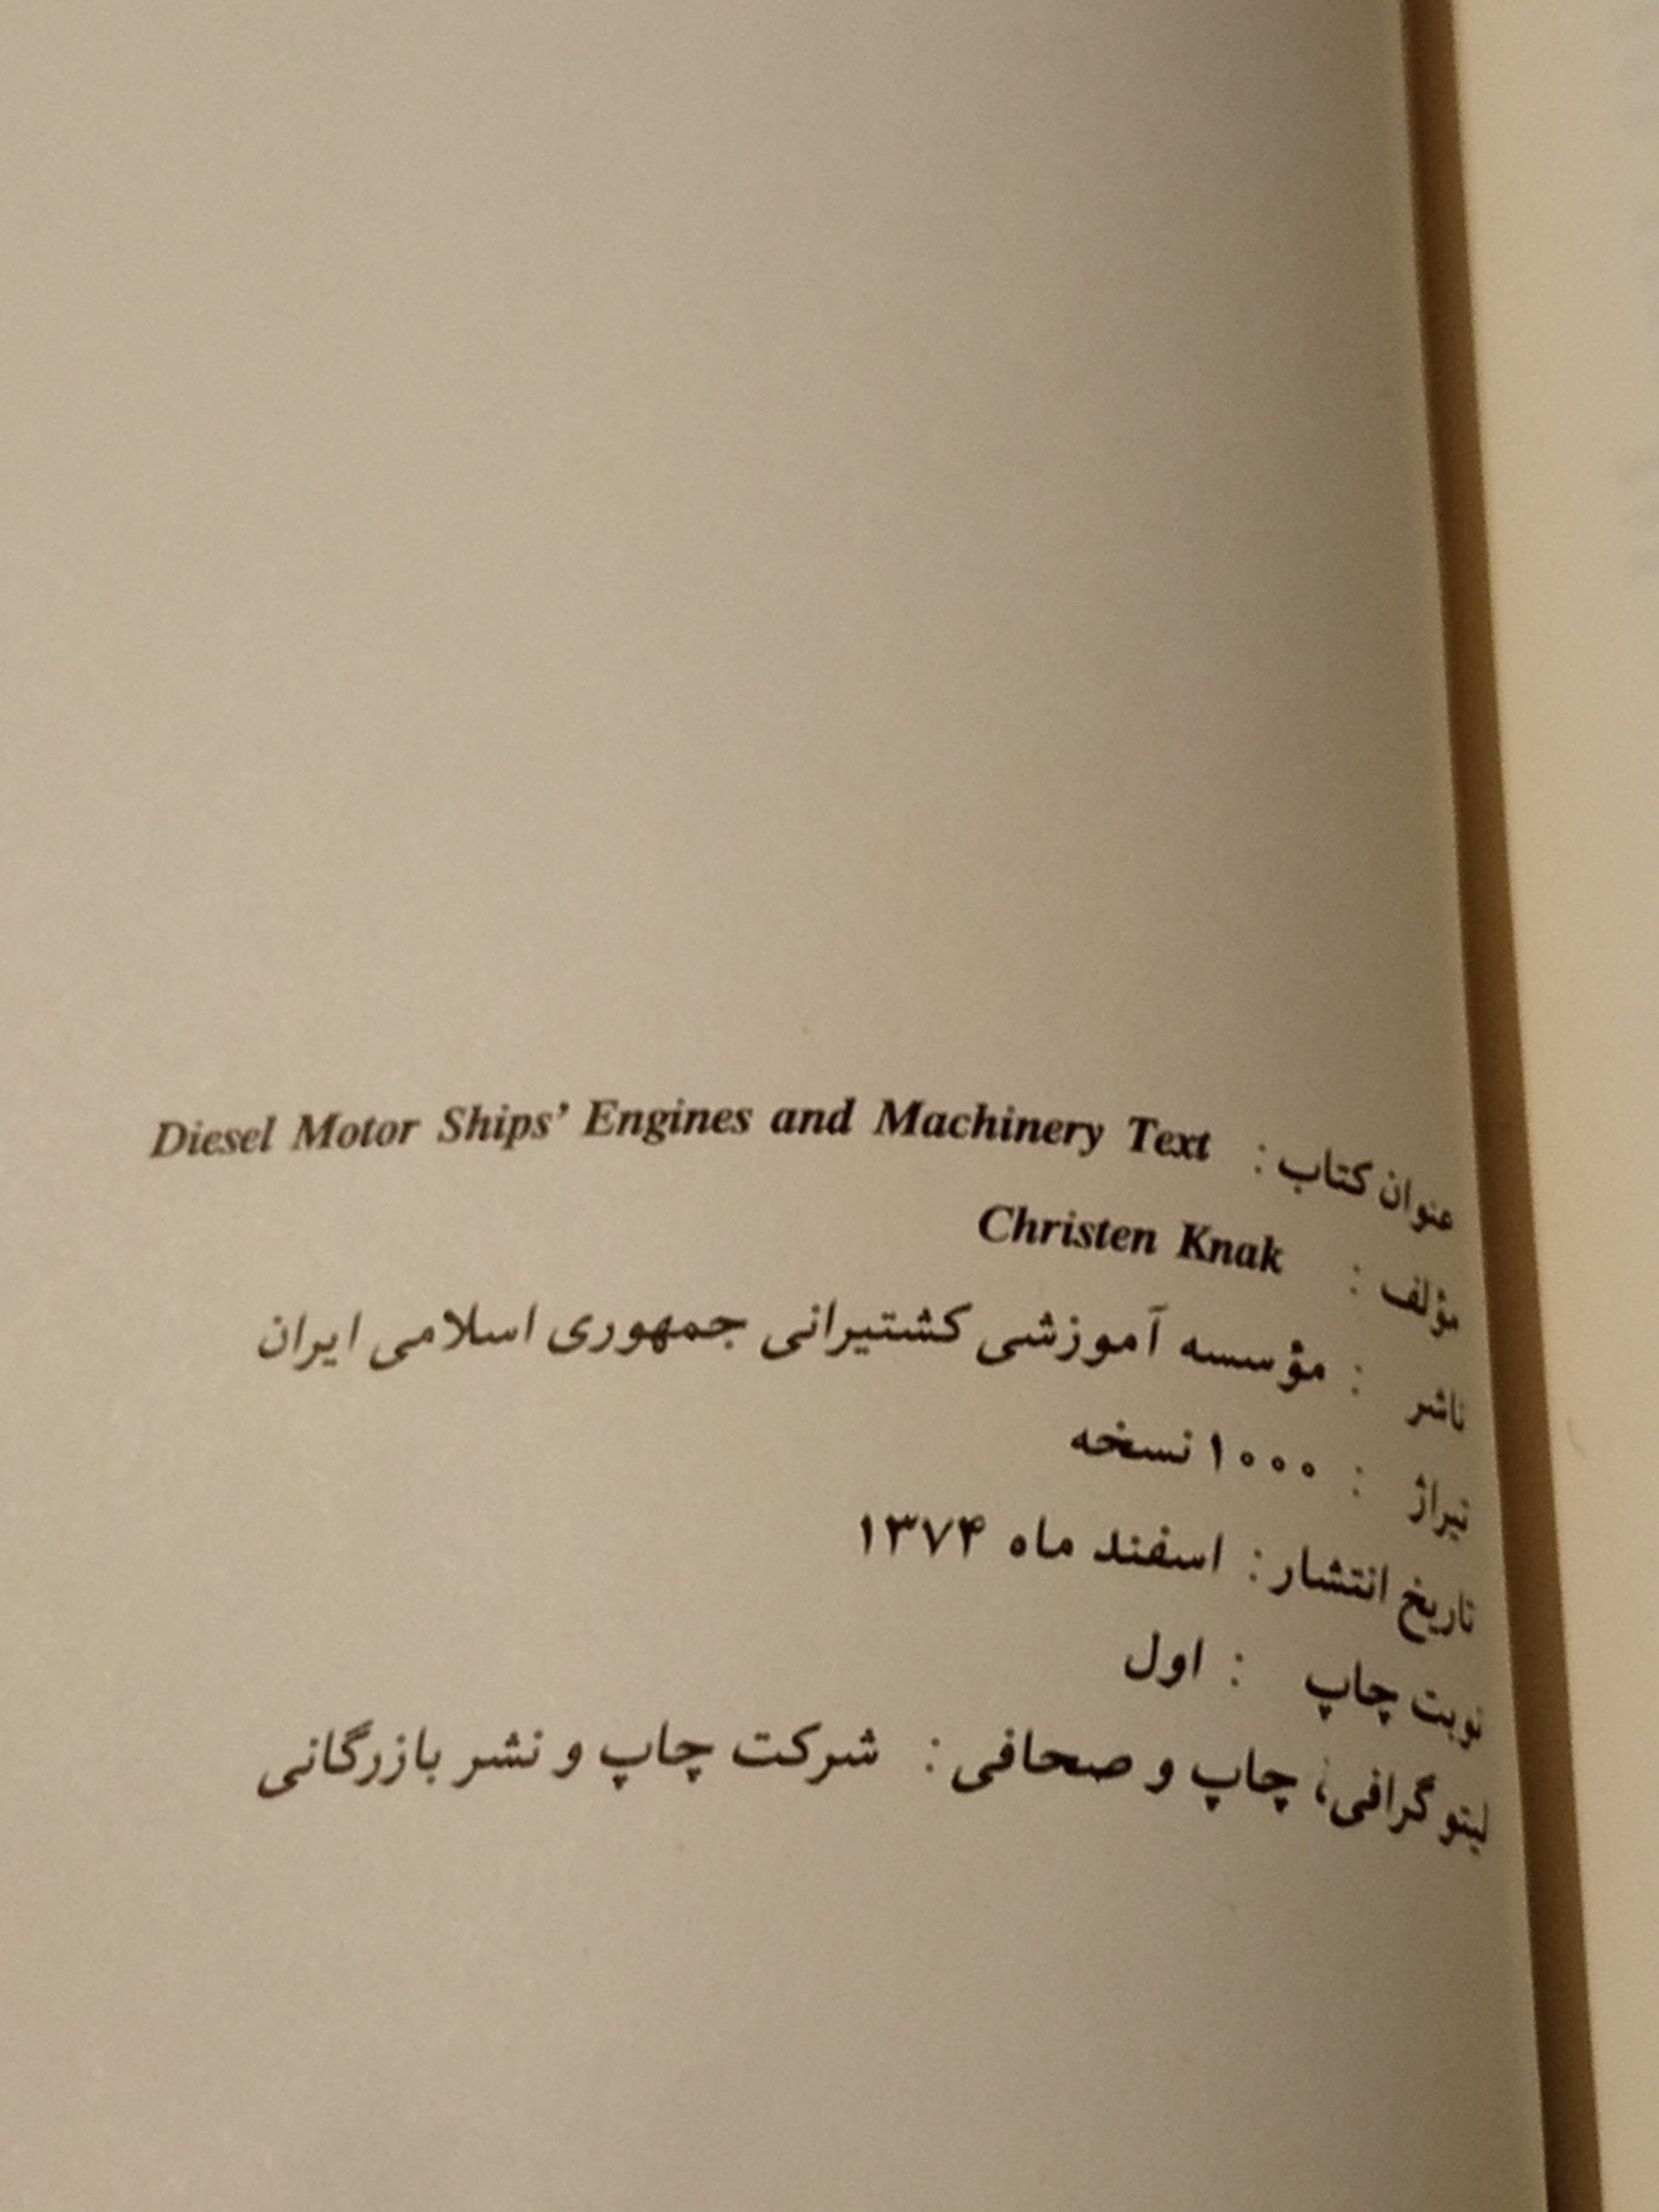 عنوان کتاب : Diesel Motor Ships’ Engines and Machinery Text
مؤلف : Christen Knak
ناشر : مؤسسه آموزشی کشتیرانی جمهوری اسلامی ایران
تیراژ : ۱۰۰۰ نسخه
تاریخ انتشار : اسفند ماه ۱۳۷۴
نوبت چاپ : اول
لیتوگرافی، چاپ و صحافی : شرکت چاپ و نشر بازرگانی